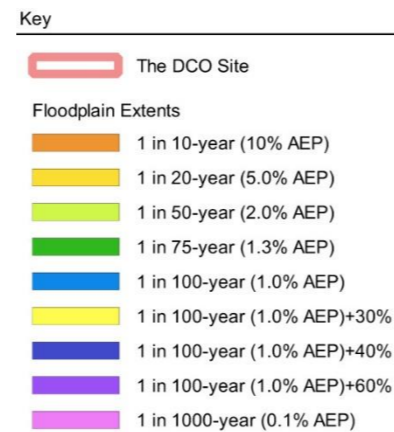 Key
The DCO Site
Floodplain Extents
1 in 10-year (10% AEP)
1 in 20-year (5.0% AEP)
1 in 50-year (2.0% AEP)
1 in 75-year (1.3% AEP)
1 in 100-year (1.0% AEP)
1 in 100-year (1.0% AEP)+30%
1 in 100-year (1.0% AEP)+40%
1 in 100-year (1.0% AEP)+60%
1 in 1000-year (0.1% AEP)